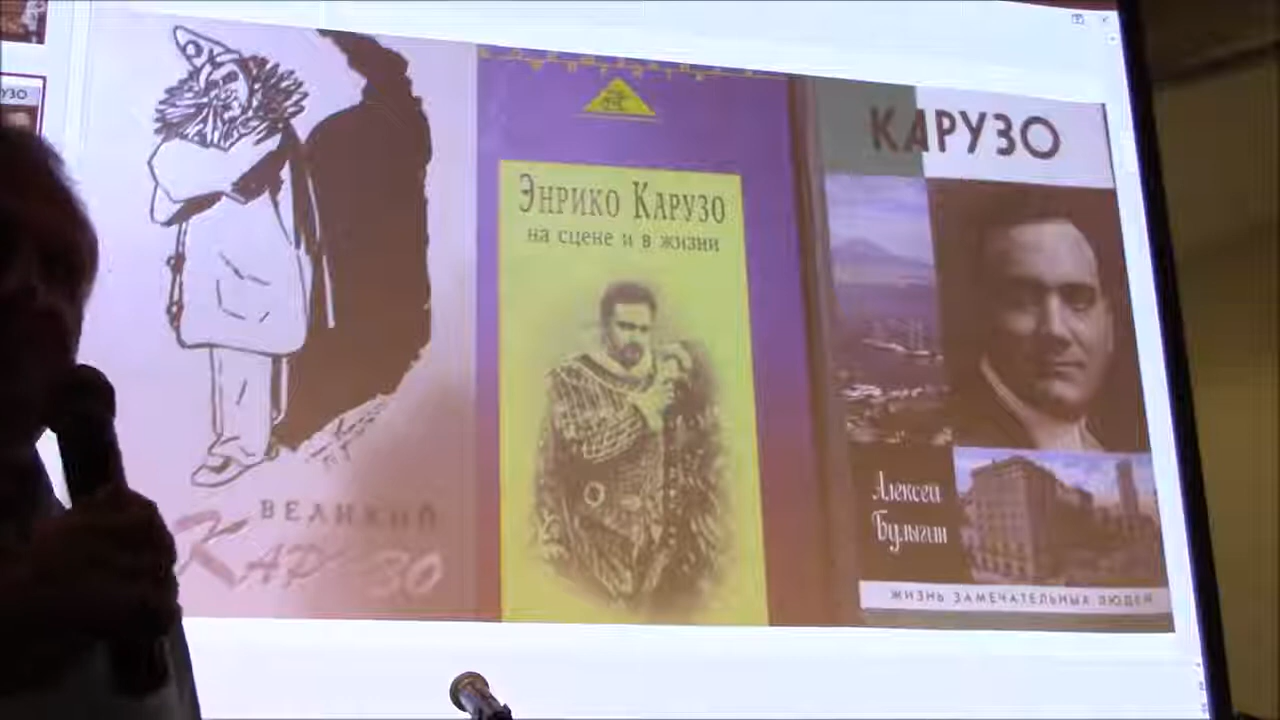 ВЕЛИКИЙ
КАРУЗО
ЭНРИКО КАРУЗО
на сцене и в жизни
КАРУЗО
Алексей
Булыгин
ЖИЗНЬ ЗАМЕЧАТЕЛЬНЫХ ЛЮДЕЙ